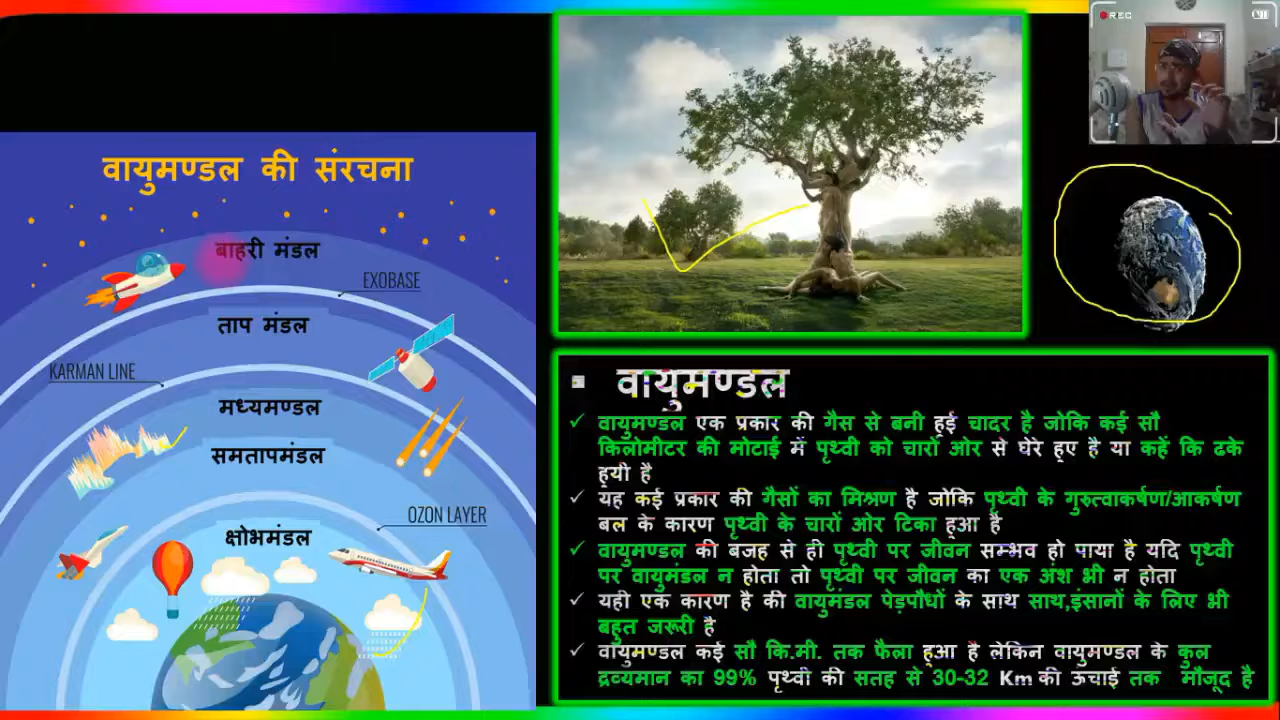 REC
वायुमण्डल की संरचना
बाहरी मंडल
EXOBASE
ताप मंडल
KARMAN LINE
मध्यमण्डल
समतापमंडल
OZON LAYER
क्षोभमंडल
वायुमण्डल
वायुमण्डल एक प्रकार की गैस से बनी हुई चादर है जोकि कई सौ
किलोमीटर की मोटाई में पृथ्वी को चारों ओर से घेरे हुए है या कहें कि ढके
हुयी है
यह कई प्रकार की गैसों का मिश्रण है जोकि पृथ्वी के गुरुत्वाकर्षण/आकर्षण
बल के कारण पृथ्वी के चारों ओर टिका हुआ है
वायुमण्डल की बजह से ही पृथ्वी पर जीवन सम्भव हो पाया है यदि पृथ्वी
पर वायुमंडल न होता तो पृथ्वी पर जीवन का एक अंश भी न होता
यही एक कारण है की वायुमंडल पेड़पौधों के साथ साथ,इंसानों के लिए भी
बहुत जरूरी है
वायुमण्डल कई सौ कि.मी. तक फैला हुआ है लेकिन वायुमण्डल के कुल
द्रव्यमान का 99% पृथ्वी की सतह से 30-32 Km की ऊंचाई तक मौजूद है